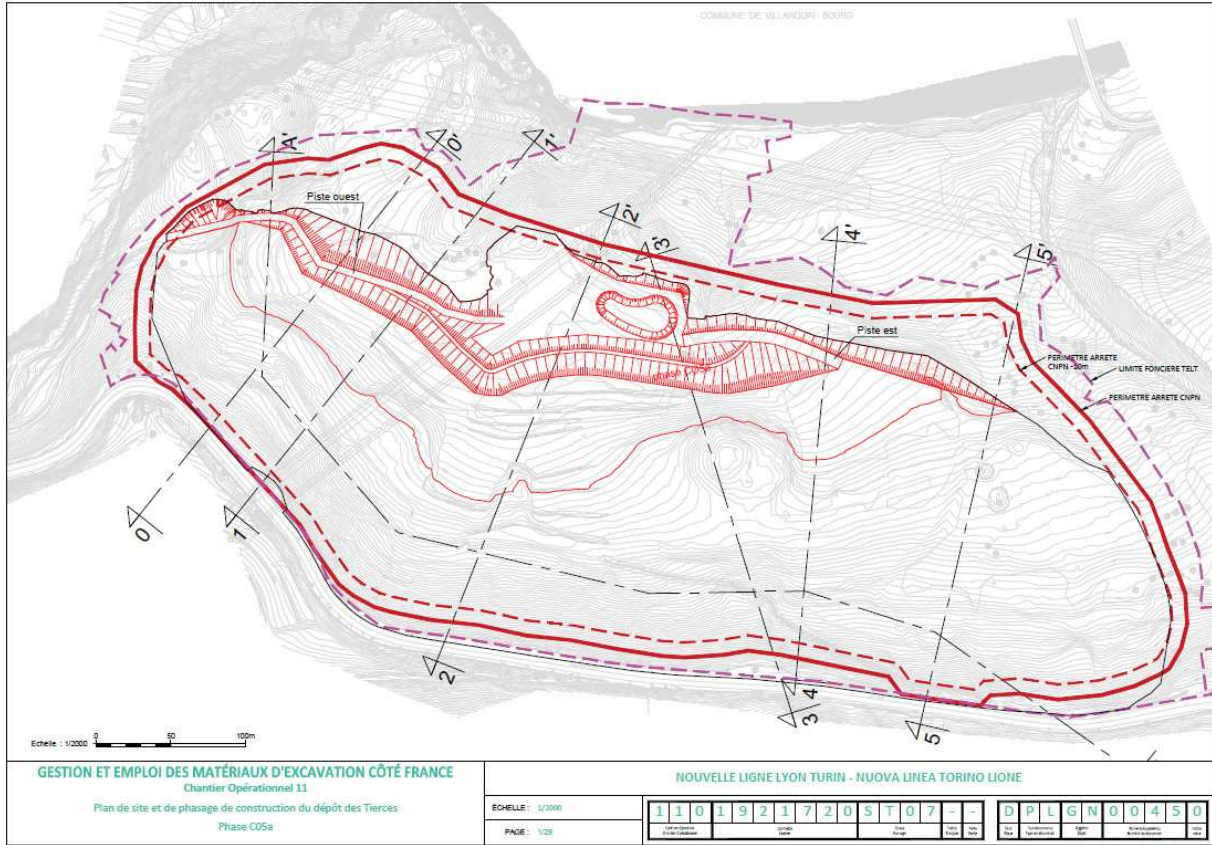 COMMUNE DE VILLARODIN - BOURG
A'
0'
1'
2'
3'
4'
5'
Piste ouest
Piste est
Phase C05a
PERIMETRE ARRETE
CNPN -10m
LIMITE FONCIERE TELT
PERIMETRE ARRETE CNPN
0
1
2
3
4
5
Echelle : 1/2000
0 50 100m
GESTION ET EMPLOI DES MATÉRIAUX D'EXCAVATION CÔTÉ FRANCE
Chantier Opérationnel 11
Plan de site et de phasage de construction du dépôt des Tierces
Phase C05a
NOUVELLE LIGNE LYON TURIN - NUOVA LINEA TORINO LIONE
ÉCHELLE : 1/2000
PAGE : 1/29
1 1 0 1 9 2 1 7 2 0 S T 0 7 - - D P L G N 0 0 4 5 0